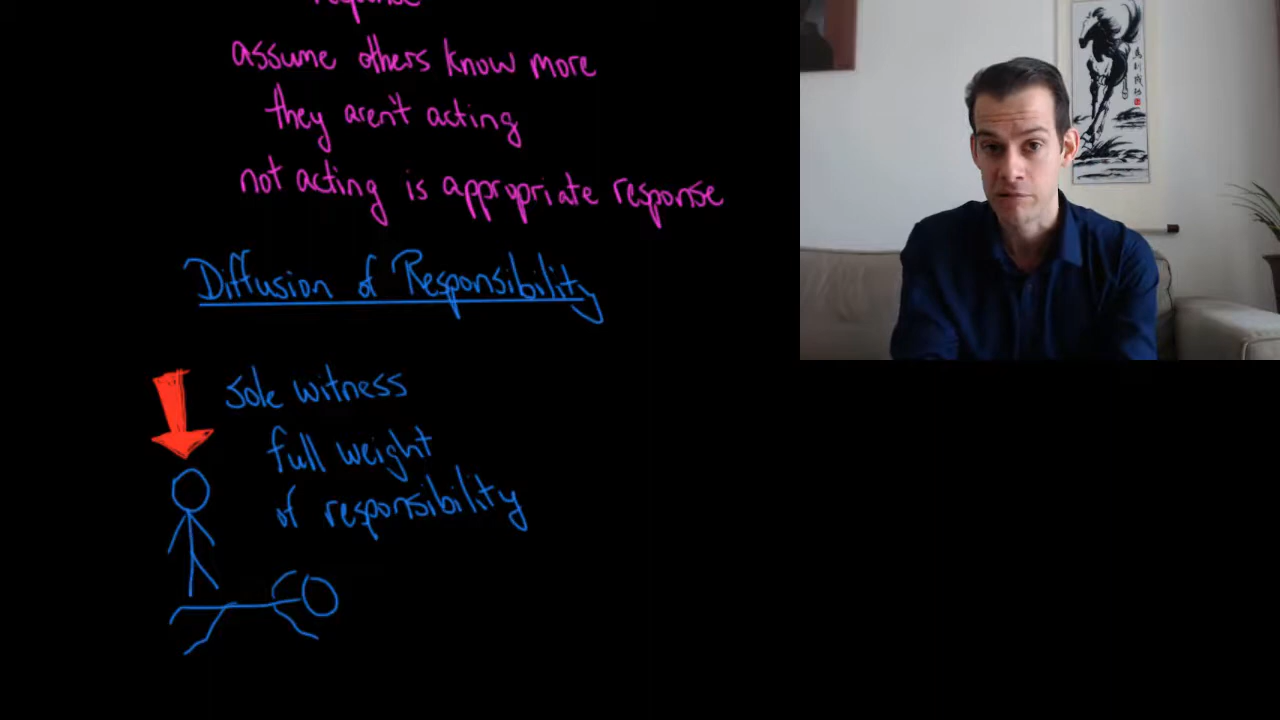 response
assume others know more
they aren't acting
not acting is appropriate response
Diffusion of Responsibility
sole witness
full weight
of responsibility